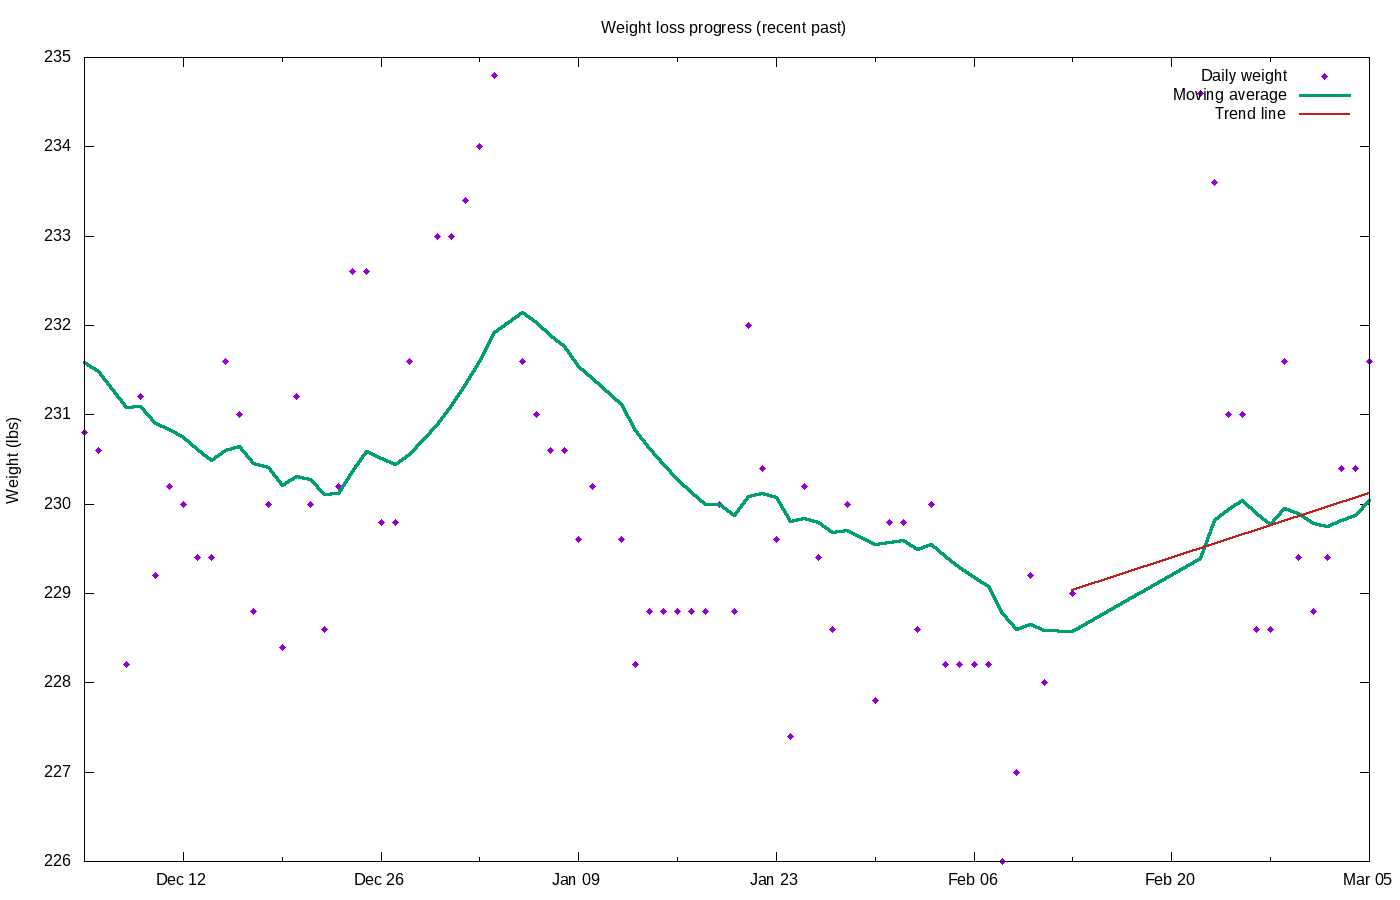 Weight loss progress (recent past)
235
234
233
232
231
230
229
228
227
226
Weight (lbs)
Daily weight
Moving average
Trend line
Dec 12
Dec 26
Jan 09
Jan 23
Feb 06
Feb 20
Mar 05